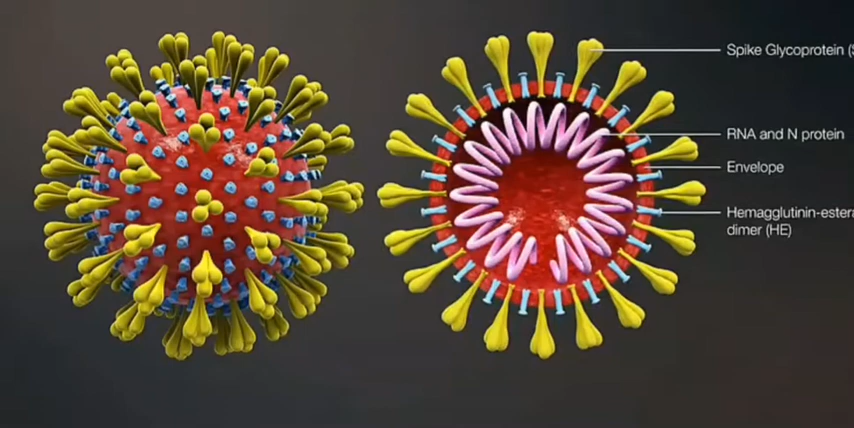 Spike Glycoprotein (S
RNA and N protein
Envelope
Hemagglutinin-estera
dimer (HE)